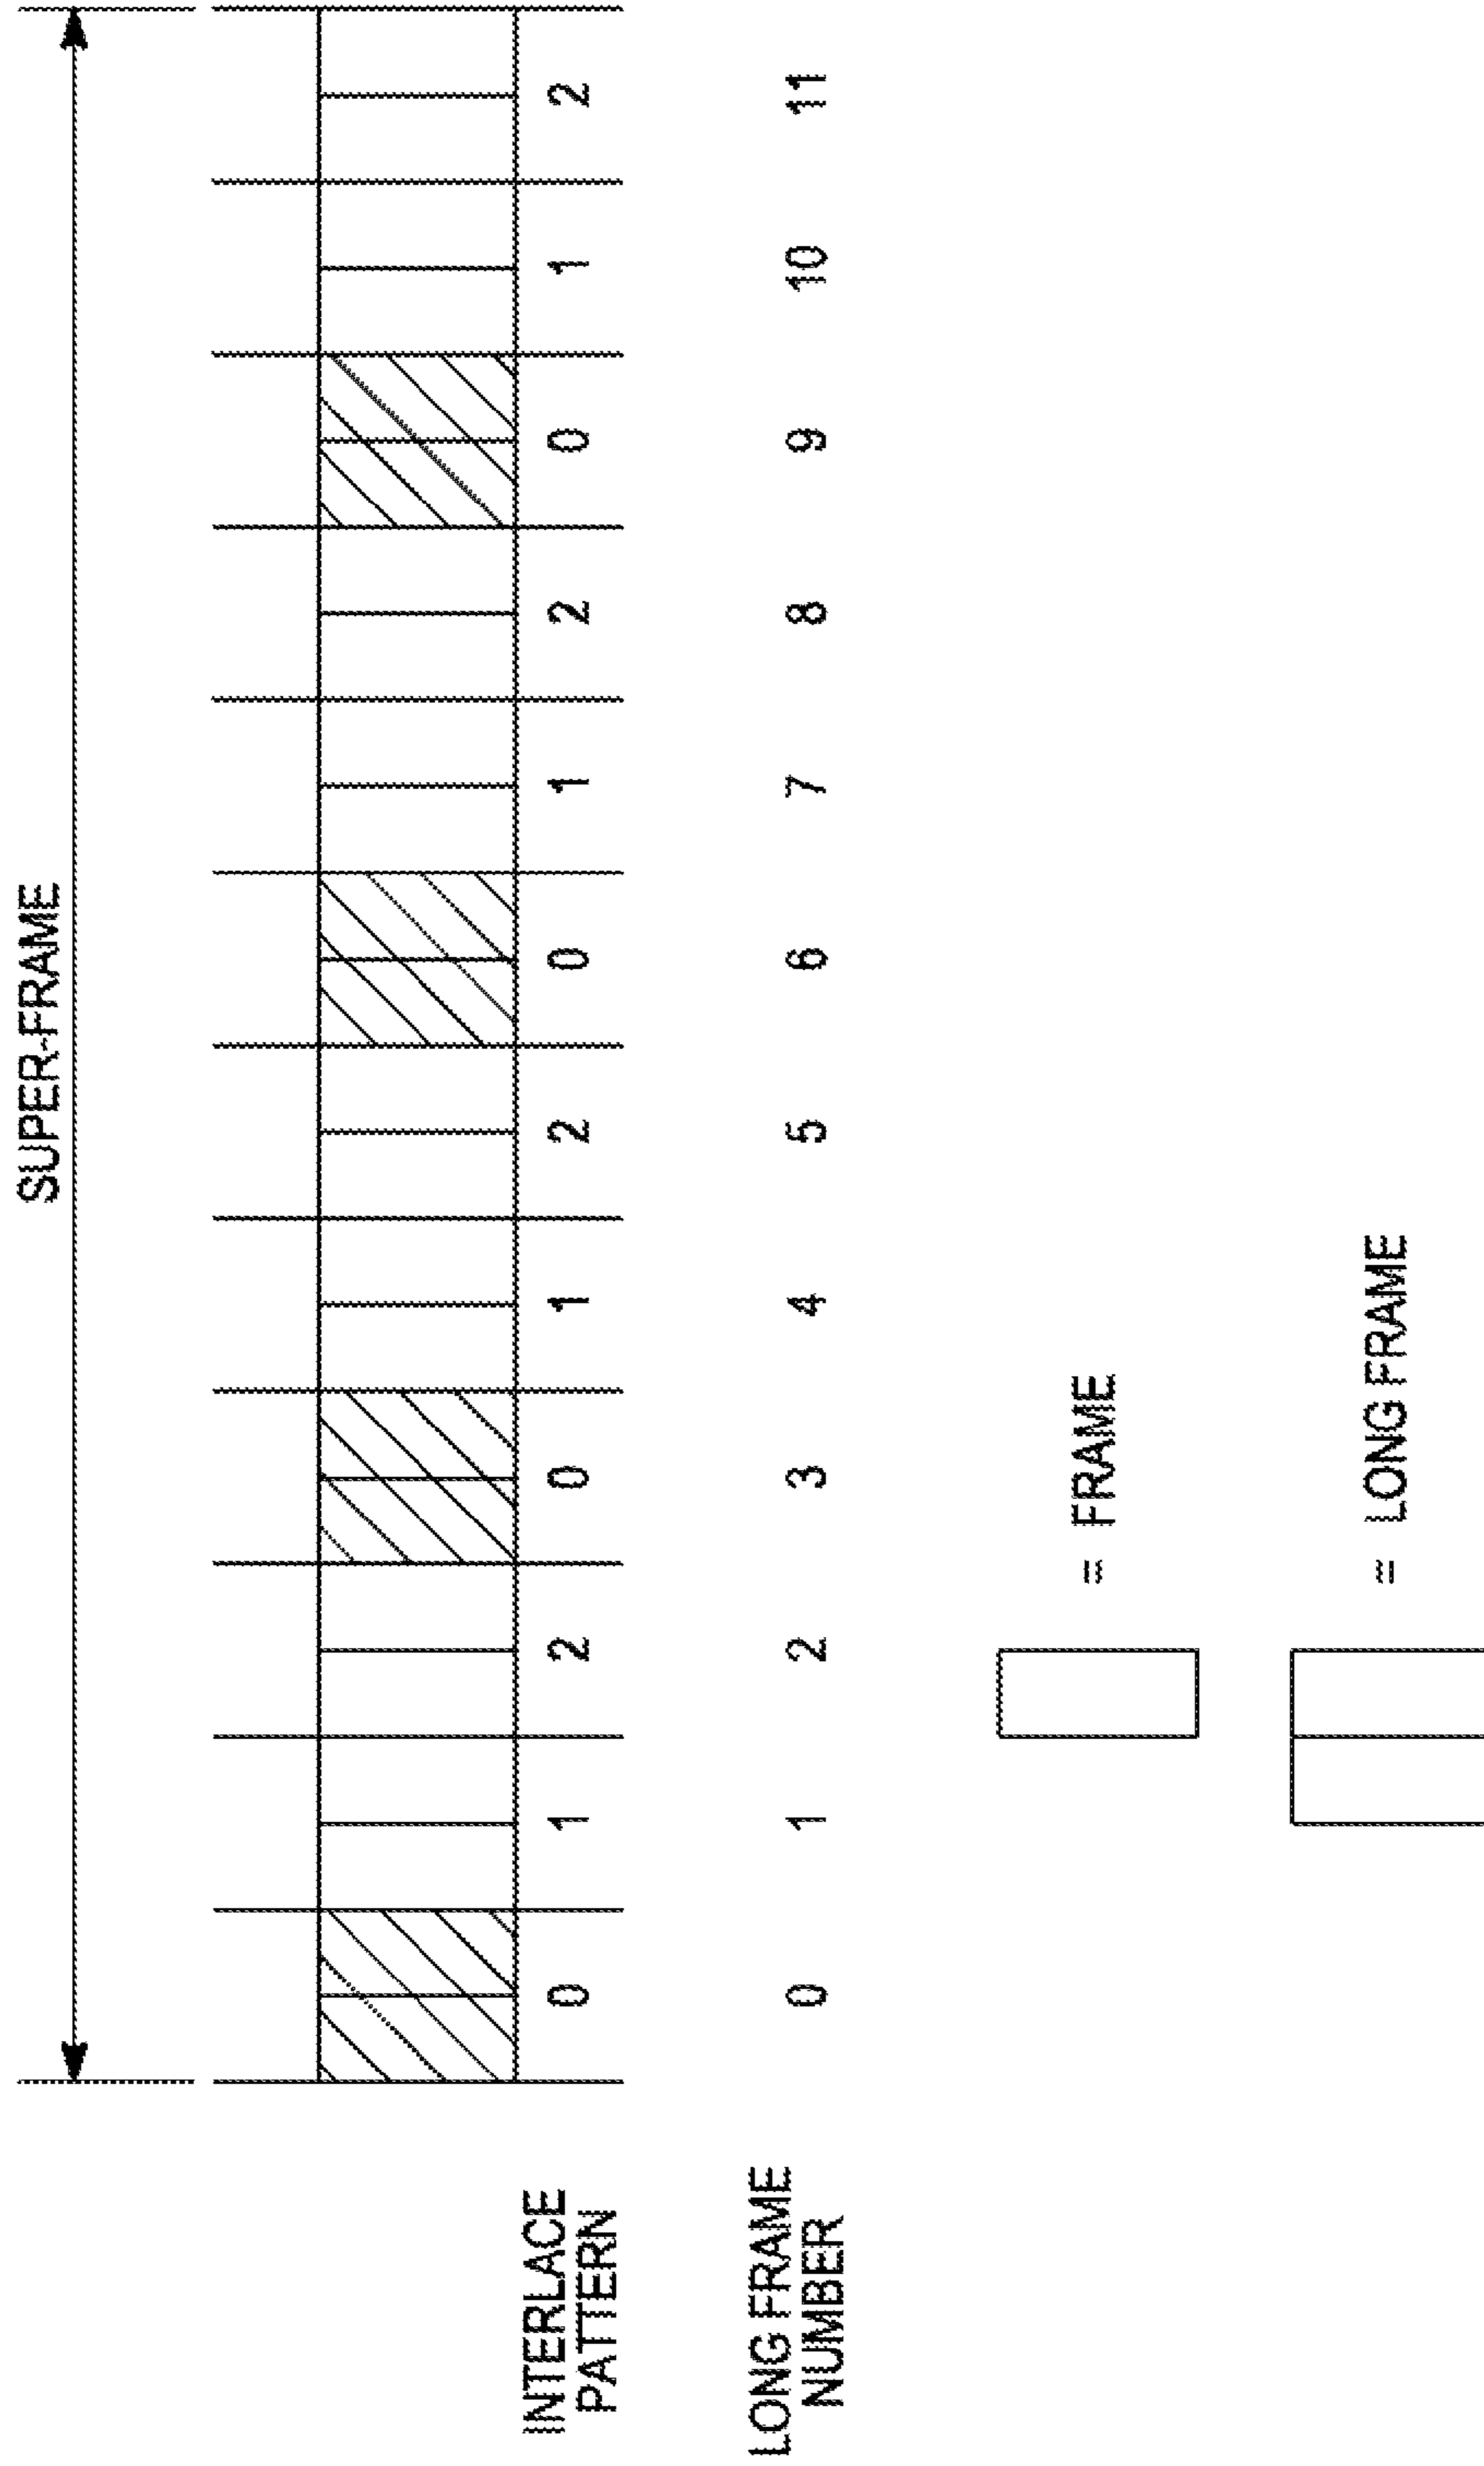 SUPER-FRAME
INTERLACE
PATTERN
0 1 2 0 1 2 0 1 2 0 1 2
LONG FRAME
NUMBER
0 1 2 3 4 5 6 7 8 9 10 11
= FRAME
= LONG FRAME